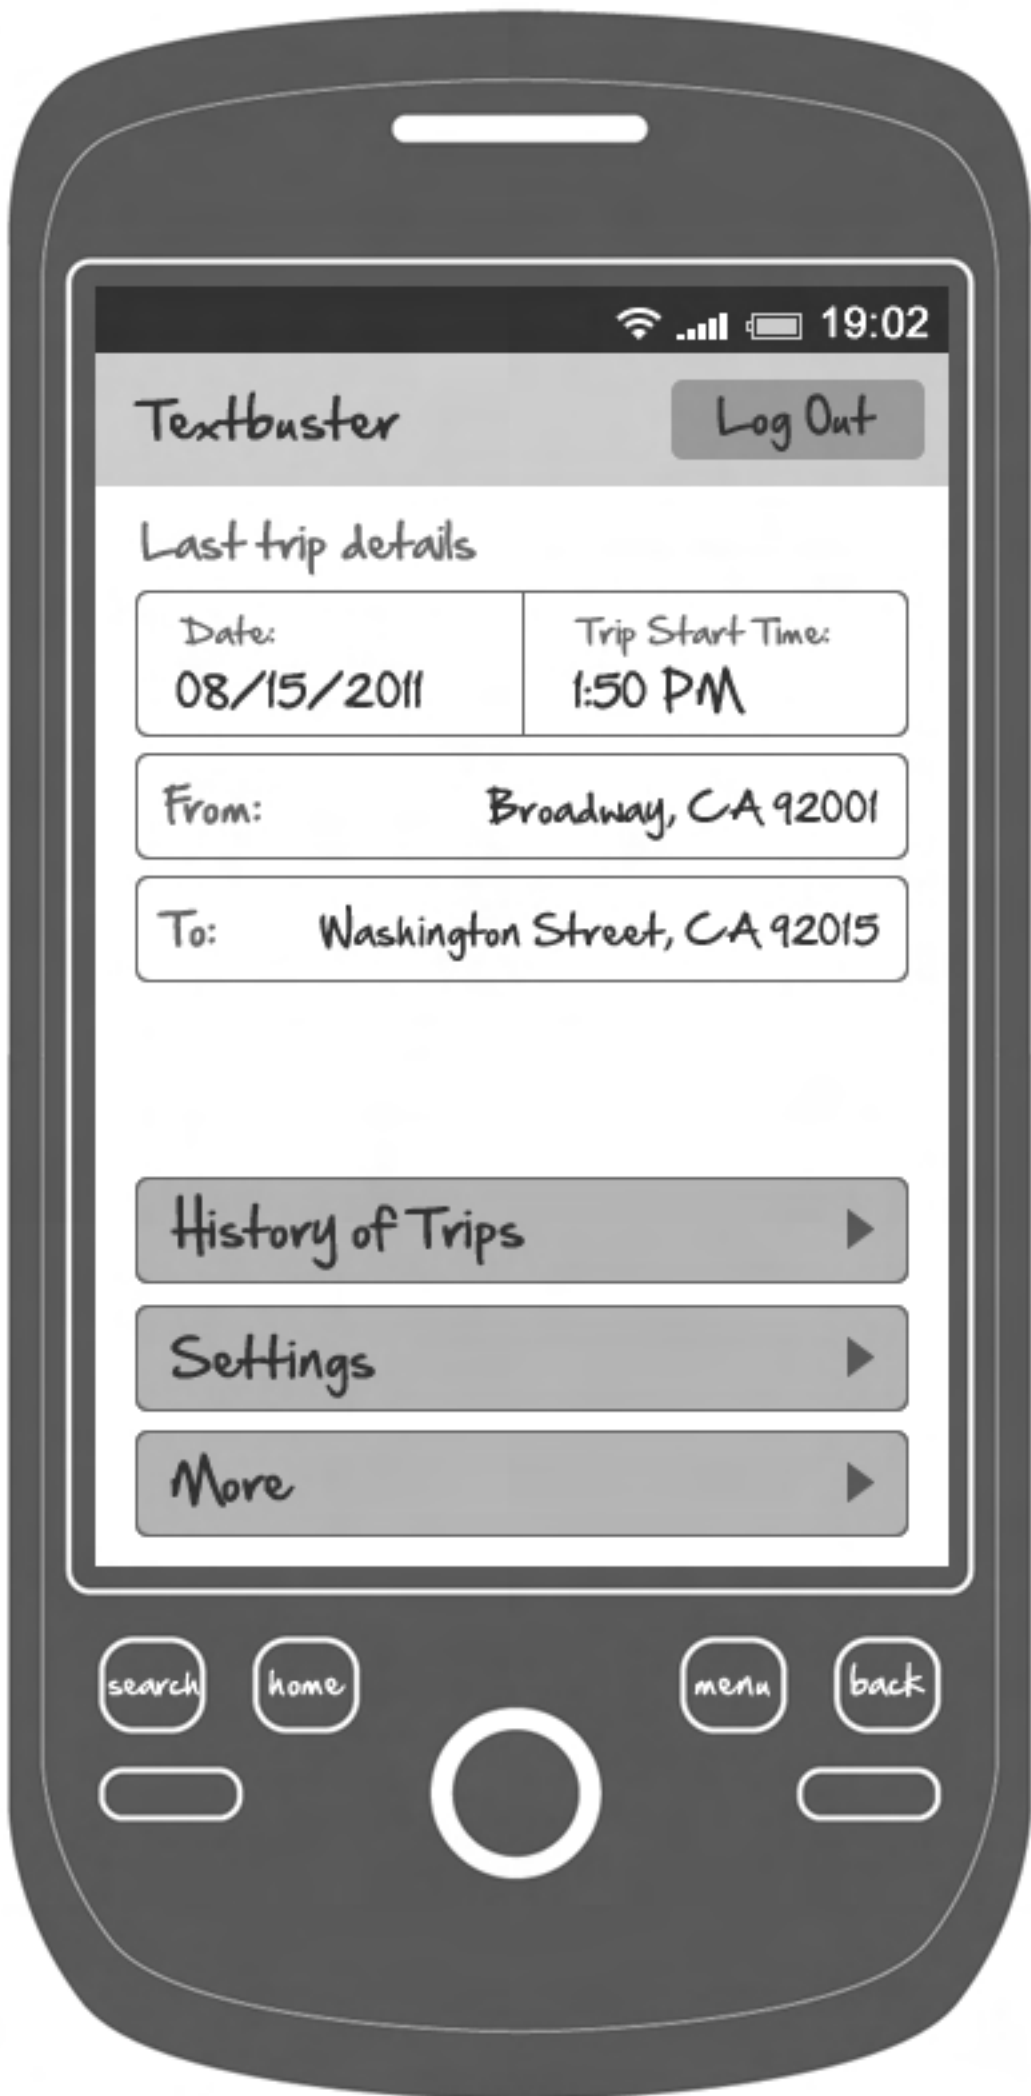 19:02
Textbuster
Log Out
Last trip details
Date:
Trip Start Time:
08/15/2011
1:50 PM
From:
Broadway, CA 92001
To:
Washington Street, CA 92015
History of Trips
Settings
More
search
home
menu
back